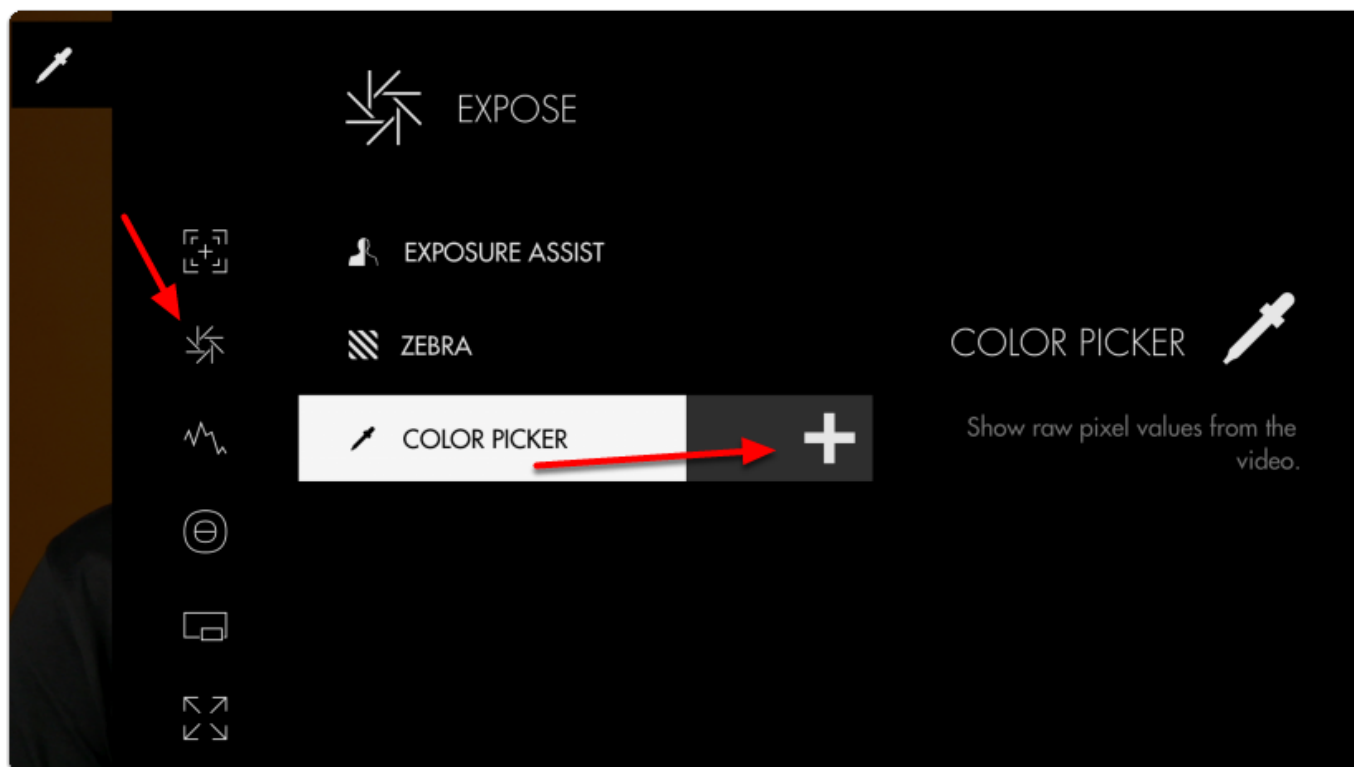 EXPOSE
EXPOSURE ASSIST
ZEBRA
COLOR PICKER
COLOR PICKER
Show raw pixel values from the
video.